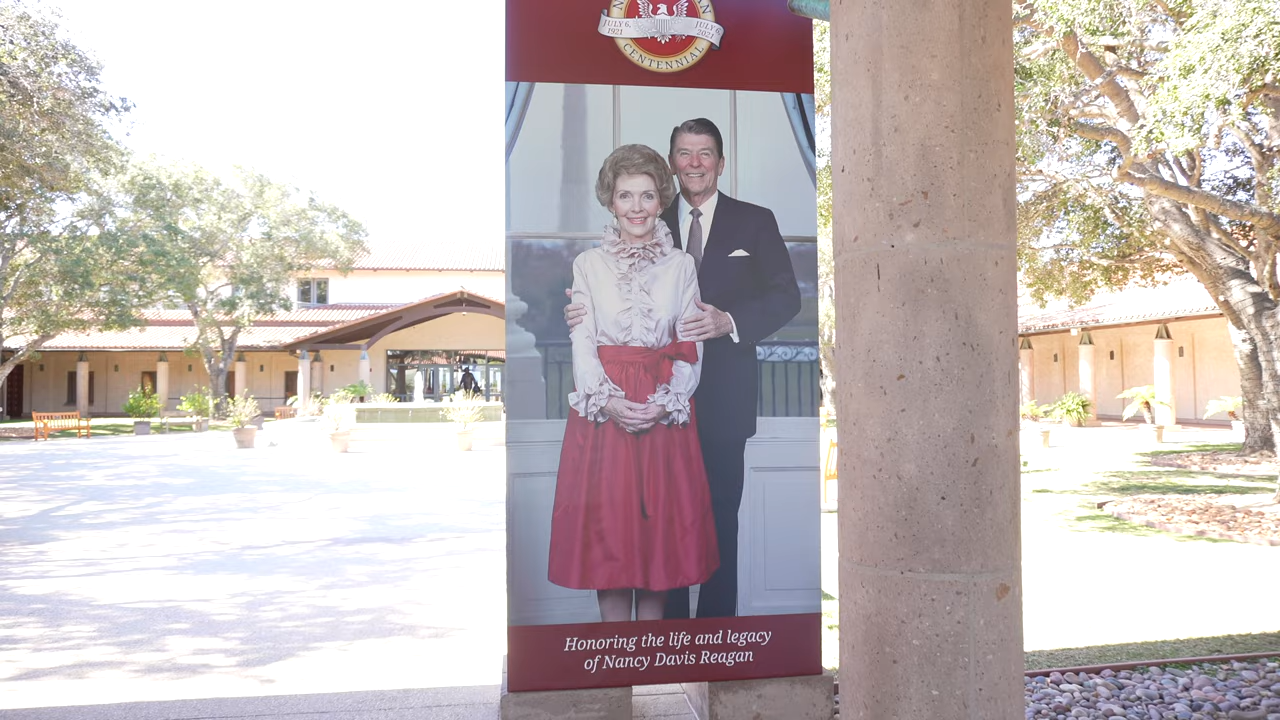 JULY 6, 1921
JULY 6, 2021
CENTENNIAL
Honoring the life and legacy
of Nancy Davis Reagan